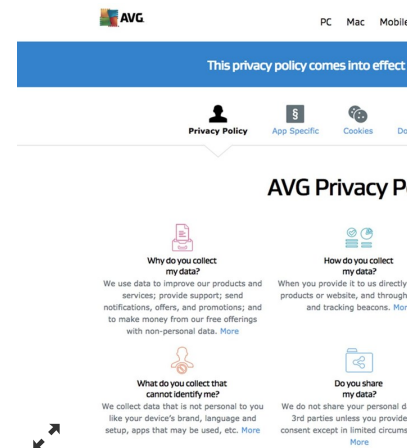 AVG
PC Mac Mobile
This privacy policy comes into effect
§
Privacy Policy App Specific Cookies Do
AVG Privacy P
Why do you collect
my data?
We use data to improve our products and
services; provide support; send
notifications, offers, and promotions; and
to make money from our free offerings
with non-personal data. More
How do you collect
my data?
When you provide it to us directly
products or website, and through
and tracking beacons. Mor
What do you collect that
cannot identify me?
We collect data that is not personal to you
like your device's brand, language and
setup, apps that may be used, etc. More
Do you share
my data?
We do not share your personal d
3rd parties unless you provide
consent except in limited circums
More